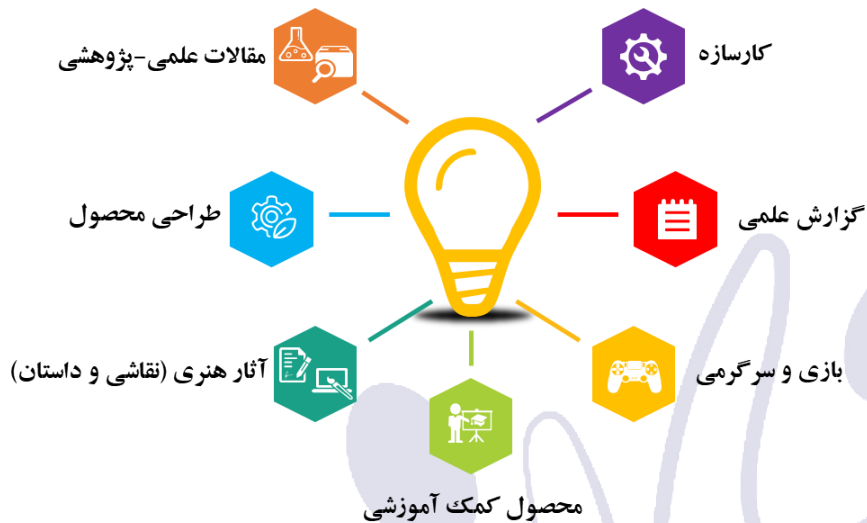 کارسازه
مقالات علمی-پژوهشی
گزارش علمی
طراحی محصول
بازی و سرگرمی
آثار هنری (نقاشی و داستان)
محصول کمک آموزشی